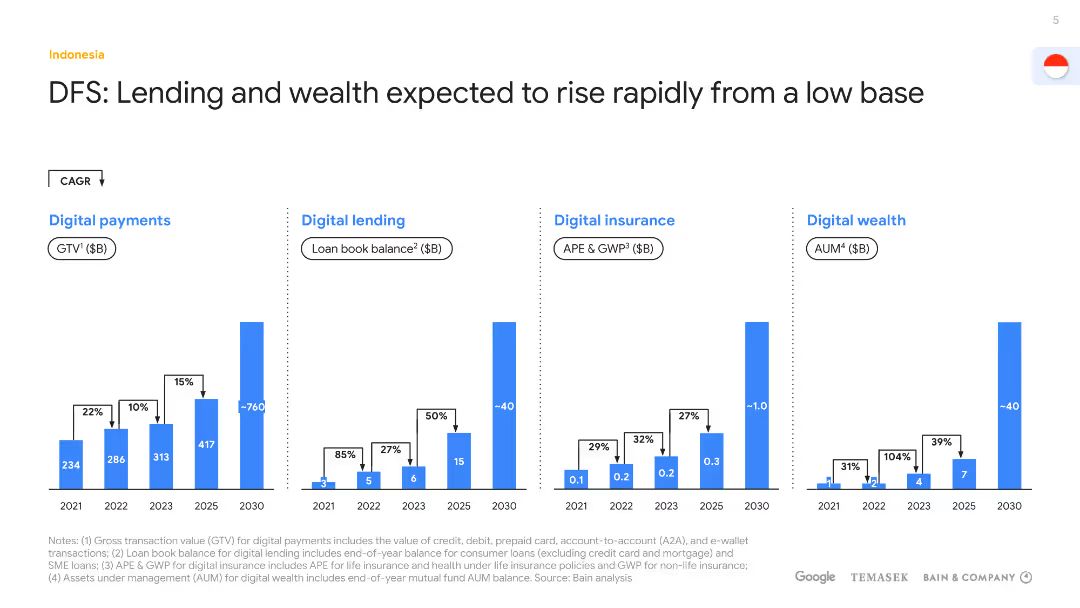 5
Indonesia
DFS: Lending and wealth expected to rise rapidly from a low base
CAGR
Digital payments
GTV¹ ($B)
22%
10%
15%
234
286
313
417
~760
2021 2022 2023 2025 2030
Digital lending
Loan book balance² ($B)
85%
27%
50%
3
5
6
15
~40
2021 2022 2023 2025 2030
Digital insurance
APE & GWP³ ($B)
29%
32%
27%
0.1
0.2
0.2
0.3
~1.0
2021 2022 2023 2025 2030
Digital wealth
AUM⁴ ($B)
31%
104%
39%
1
2
4
7
~40
2021 2022 2023 2025 2030
Notes: (1) Gross transaction value (GTV) for digital payments includes the value of credit, debit, prepaid card, account-to-account (A2A), and e-wallet
transactions; (2) Loan book balance for digital lending includes end-of-year balance for consumer loans (excluding credit card and mortgage) and
SME loans; (3) APE & GWP for digital insurance includes APE for life insurance and health under life insurance policies and GWP for non-life insurance;
(4) Assets under management (AUM) for digital wealth includes end-of-year mutual fund AUM balance. Source: Bain analysis
Google TEMASEK BAIN & COMPANY